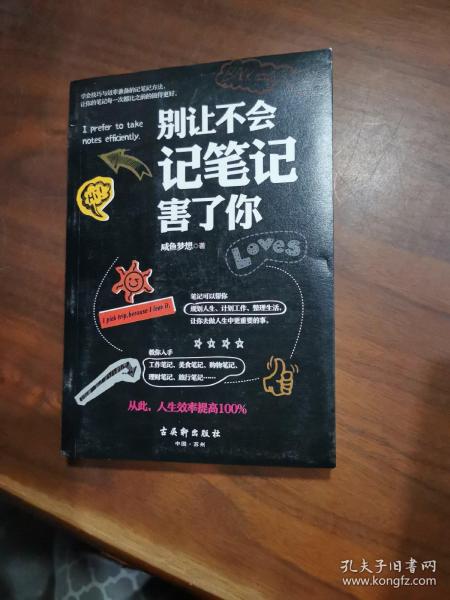 学会技巧与效率兼备的记笔记方法，
让你的笔记每一次都比之前的做得更好。
I prefer to take
notes efficiently.
别让不会
记笔记
害了你
咸鱼梦想◎著
Loves
I pick trip, because I love it.
笔记可以帮你
规划人生、计划工作、整理生活，
让你去做人生中更重要的事。
教你入手
工作笔记、美食笔记、购物笔记、
理财笔记、旅行笔记……
从此，人生效率提高100%
古吴轩出版社
中国·苏州
孔夫子旧书网
www.kongfz.com